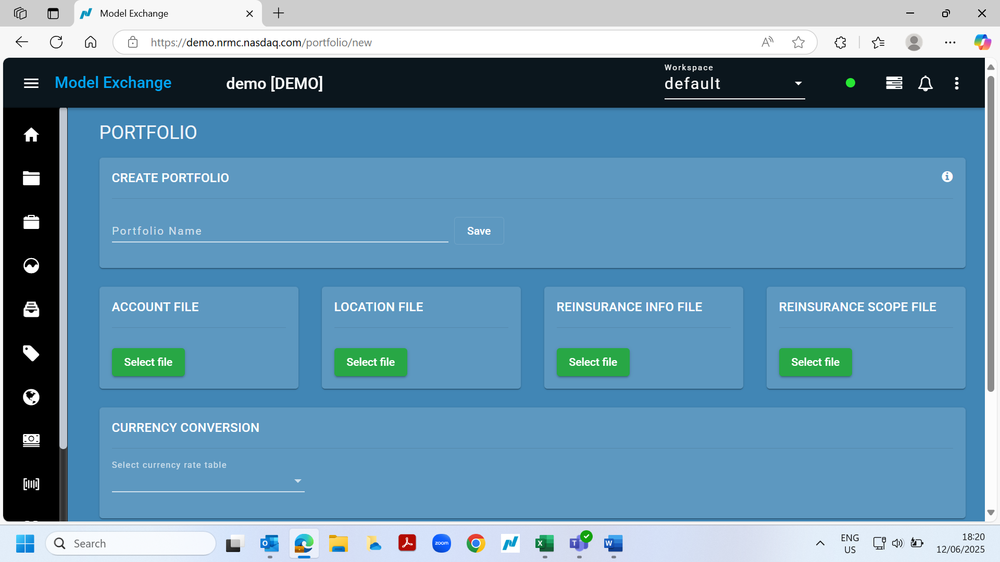 Model Exchange
https://demo.nrmc.nasdaq.com/portfolio/new
Model Exchange
demo [DEMO]
Workspace
default
PORTFOLIO
CREATE PORTFOLIO
Portfolio Name
Save
ACCOUNT FILE
LOCATION FILE
REINSURANCE INFO FILE
REINSURANCE SCOPE FILE
Select file
Select file
Select file
Select file
CURRENCY CONVERSION
Select currency rate table
Search
zoom
ENG
US
18:20
12/06/2025